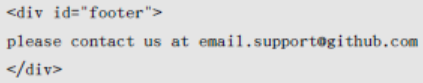 <div id="footer">
please contact us at email.support@github.com
</div>